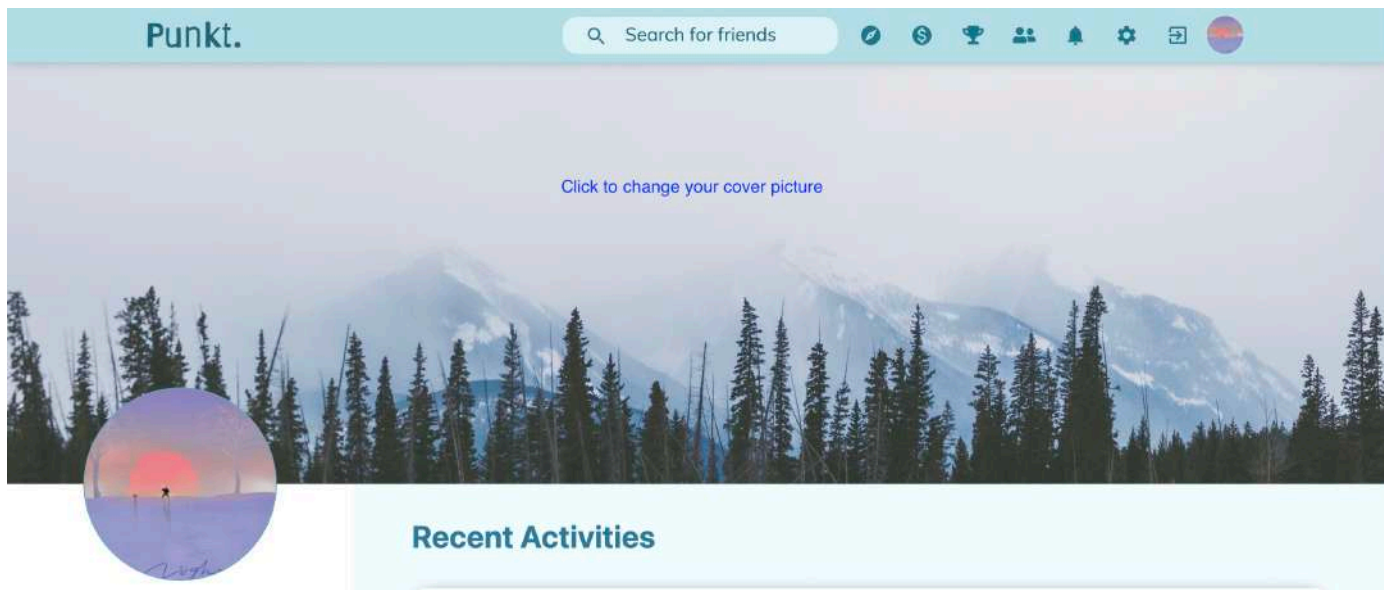 Punkt.
Search for friends
Click to change your cover picture
Recent Activities